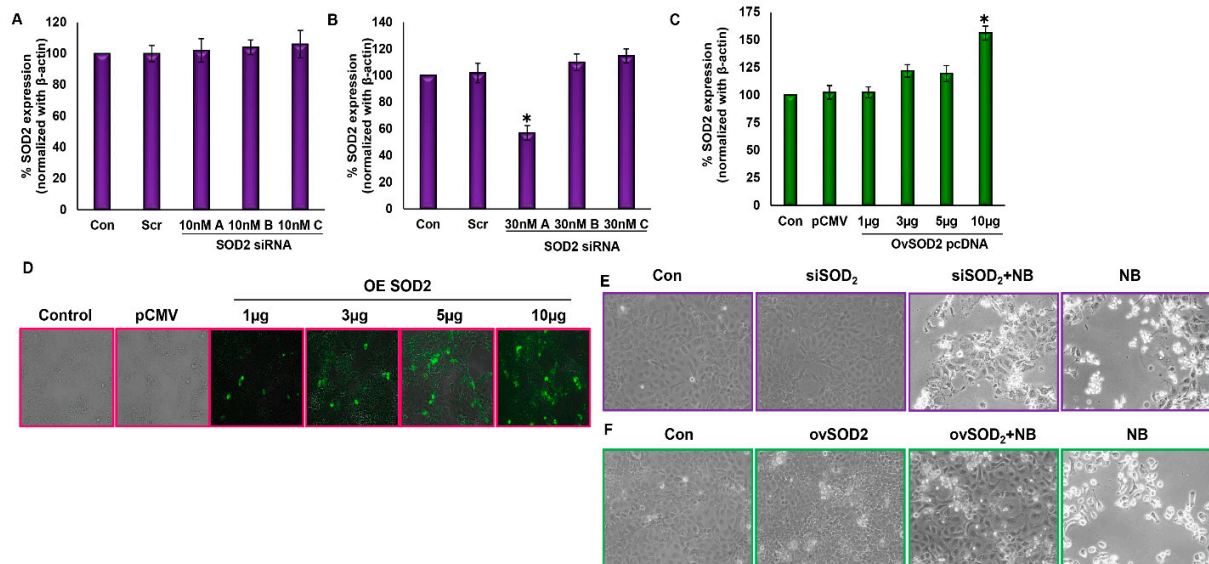 A
% SOD2 expression
(normalized with β-actin)
120
100
80
60
40
20
0
Con Scr 10nM A 10nM B 10nM C
SOD2 siRNA
B
% SOD2 expression
(normalized with β-actin)
140
120
100
80
60
40
20
0
*
Con Scr 30nM A 30nM B 30nM C
SOD2 siRNA
C
% SOD2 expression
(normalized with β-actin)
175
150
125
100
75
50
25
0
*
Con pCMV 1µg 3µg 5µg 10µg
OvSOD2 pcDNA
D
OE SOD2
Control pCMV 1µg 3µg 5µg 10µg
E
Con siSOD₂ siSOD₂+NB NB
F
Con ovSOD2 ovSOD₂+NB NB